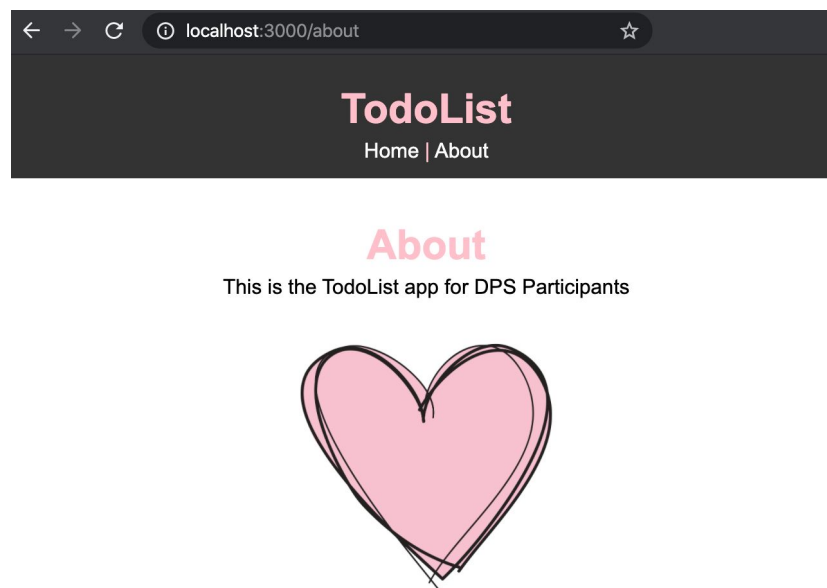 localhost:3000/about
TodoList
Home | About
About
This is the TodoList app for DPS Participants